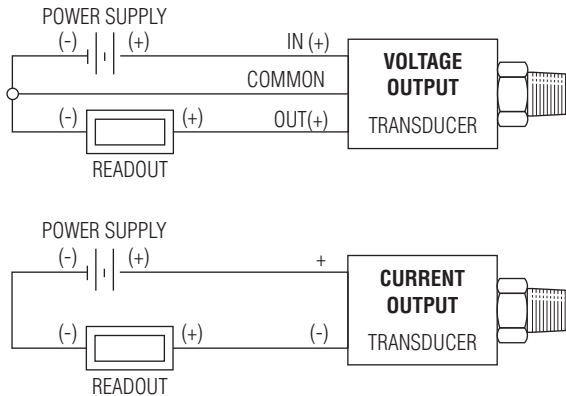 POWER SUPPLY
(-) (+) IN (+)
VOLTAGE
OUTPUT
TRANSDUCER
COMMON
(-) (+) OUT(+)
READOUT
POWER SUPPLY
(-) (+) +
CURRENT
OUTPUT
TRANSDUCER
(-) (+) (-)
READOUT